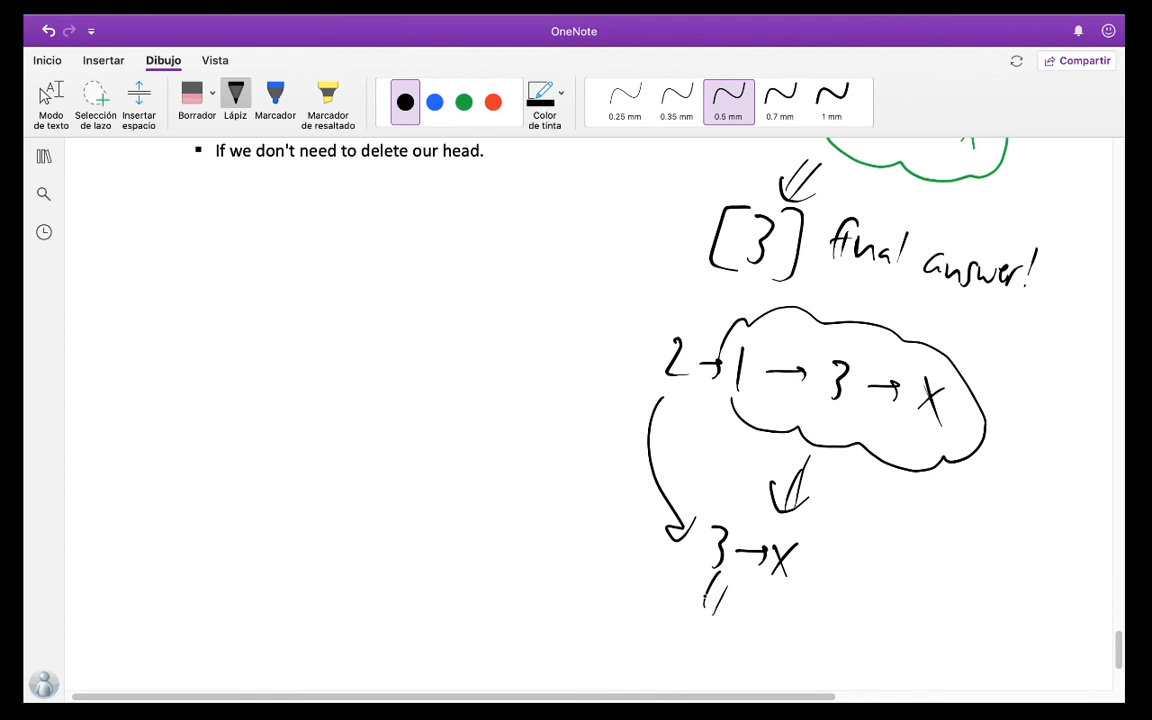 OneNote
Inicio Insertar Dibujo Vista
Compartir
Modo de texto
Selección de lazo
Insertar espacio
Borrador
Lápiz
Marcador
Marcador de resaltado
Color de tinta
0.25 mm
0.35 mm
0.5 mm
0.7 mm
1 mm
▪ If we don't need to delete our head.
[3] final answer!
2 → 1 → 3 → X
3 → X